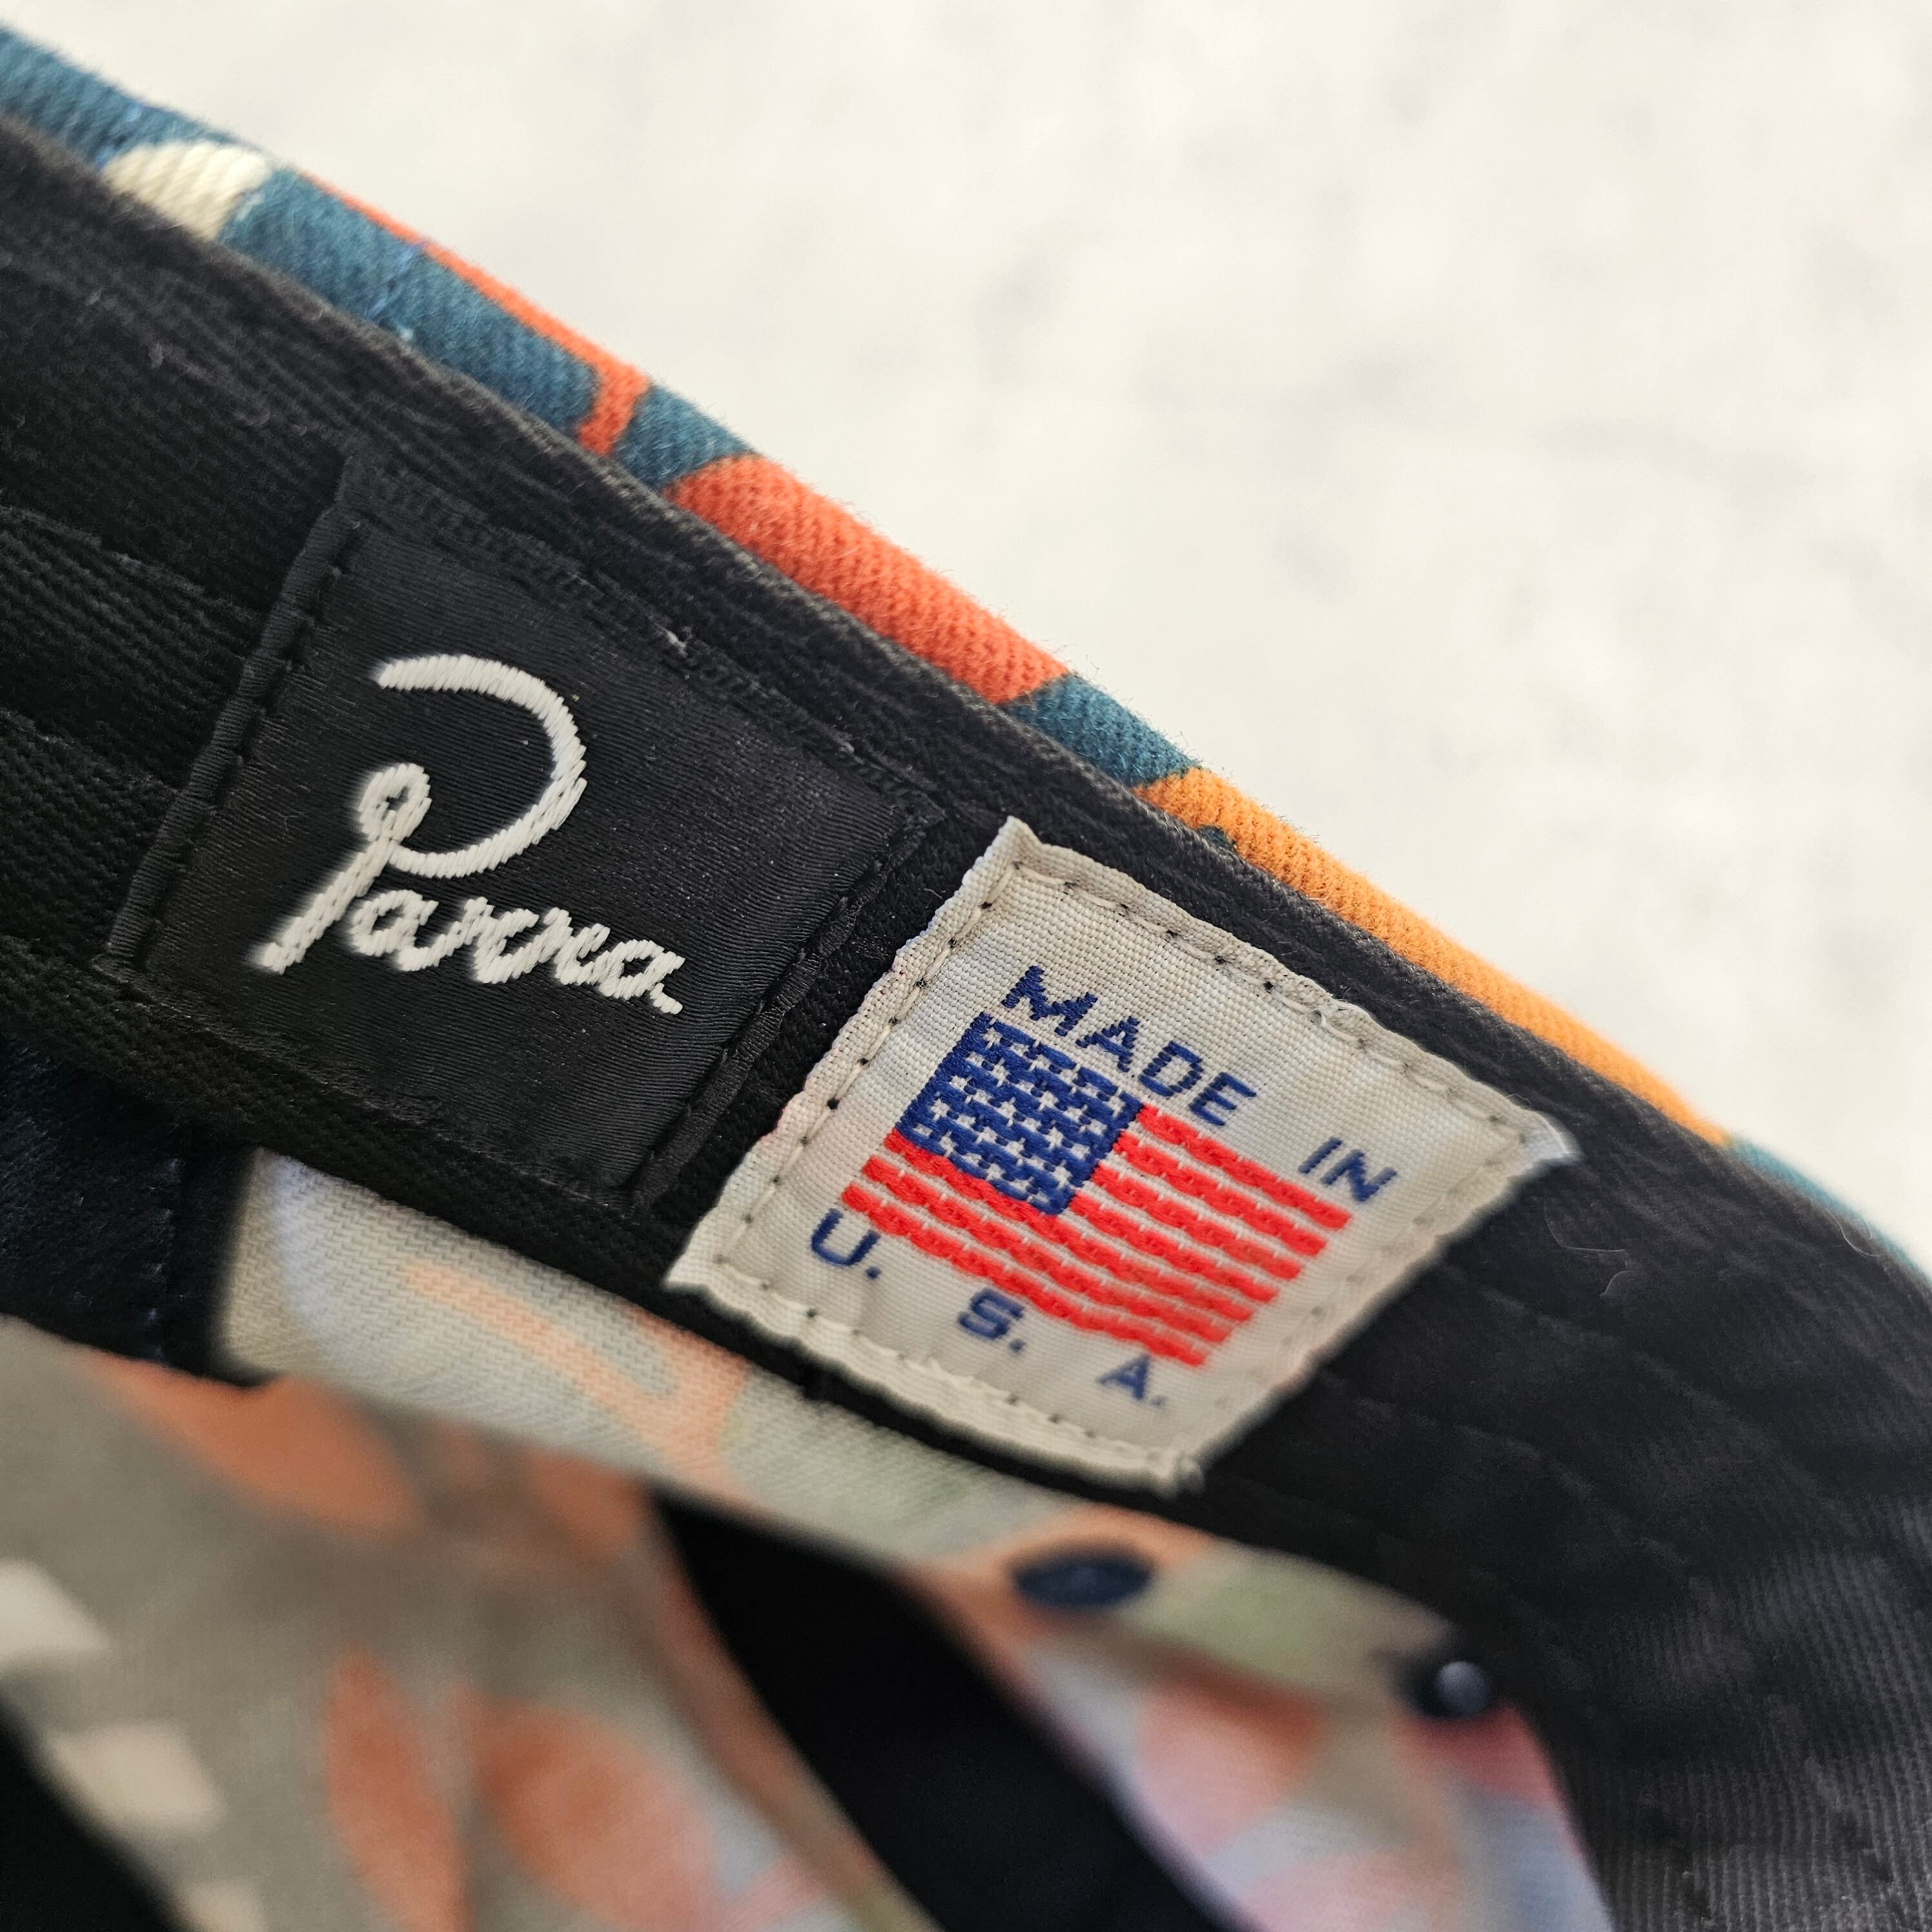 Parra
MADE IN
U. S. A.